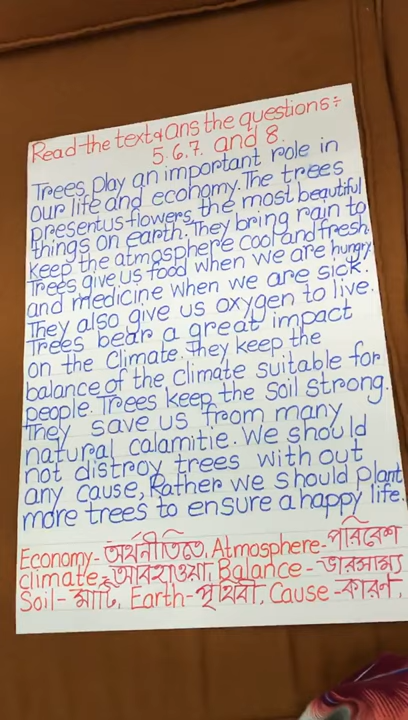 Read the text & ans the questions÷
5.6.7. and 8.
Trees play an important role in
our life and economy. The trees
present us flowers, the most beautiful
things on earth. They bring rain to
keep the atmosphere cool and fresh.
Trees give us food when we are hungry
and medicine when we are sick.
They also give us oxygen to live.
Trees bear a great impact
on the climate. They keep the
balance of the climate suitable for
people. Trees keep the soil strong.
They save us from many
natural calamitie. We should
not distroy trees with out
any cause, Rather we should plant
more trees to ensure a happy life.
Economy-অর্থনীতিতে, Atmosphere-পরিবেশ
climate-আবহাওয়া, Balance-ভারসাম্য
Soil-মাটি, Earth-পৃথিবী, Cause-কারণ,